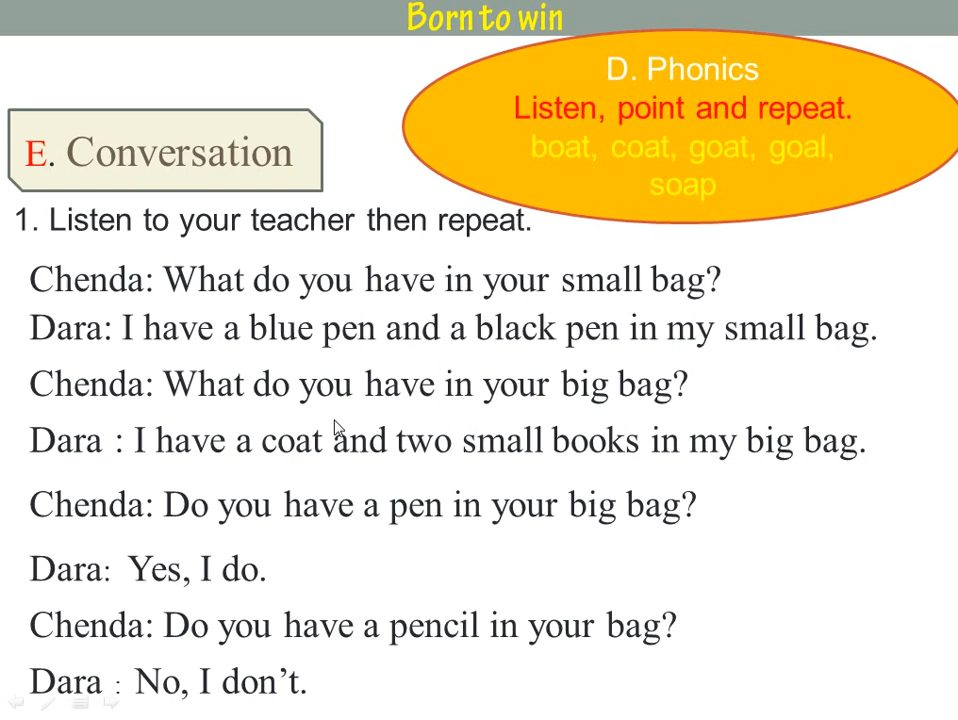 Born to win
D. Phonics
Listen, point and repeat.
boat, coat, goat, goal,
soap
E. Conversation
1. Listen to your teacher then repeat.
Chenda: What do you have in your small bag?
Dara: I have a blue pen and a black pen in my small bag.
Chenda: What do you have in your big bag?
Dara : I have a coat and two small books in my big bag.
Chenda: Do you have a pen in your big bag?
Dara: Yes, I do.
Chenda: Do you have a pencil in your bag?
Dara : No, I don’t.